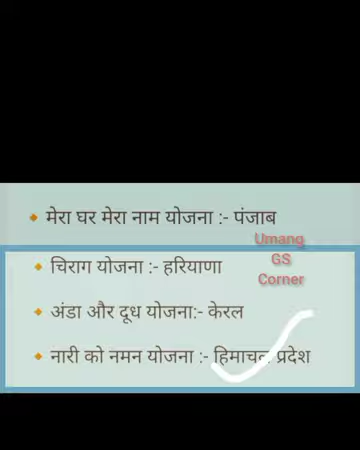 🔸 मेरा घर मेरा नाम योजना :- पंजाब
Umang
GS
Corner
🔸 चिराग योजना :- हरियाणा
🔸 अंडा और दूध योजना:- केरल
🔸 नारी को नमन योजना :- हिमाचल प्रदेश